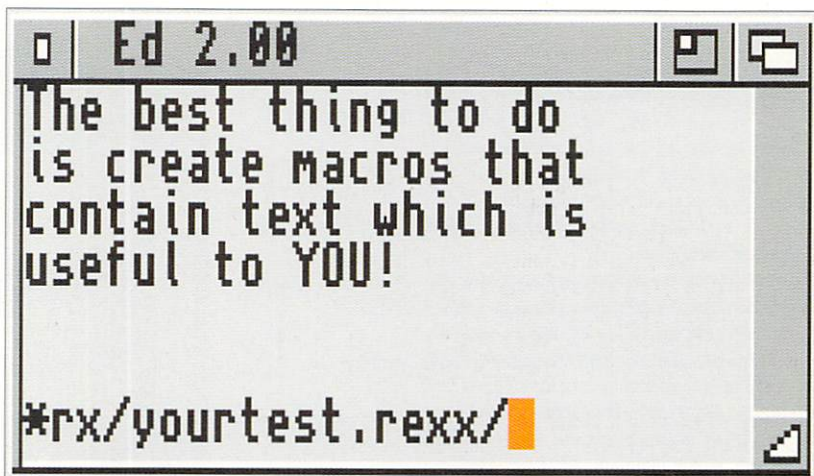 Ed 2.00
The best thing to do
is create macros that
contain text which is
useful to YOU!
*rx/yourtest.rexx/